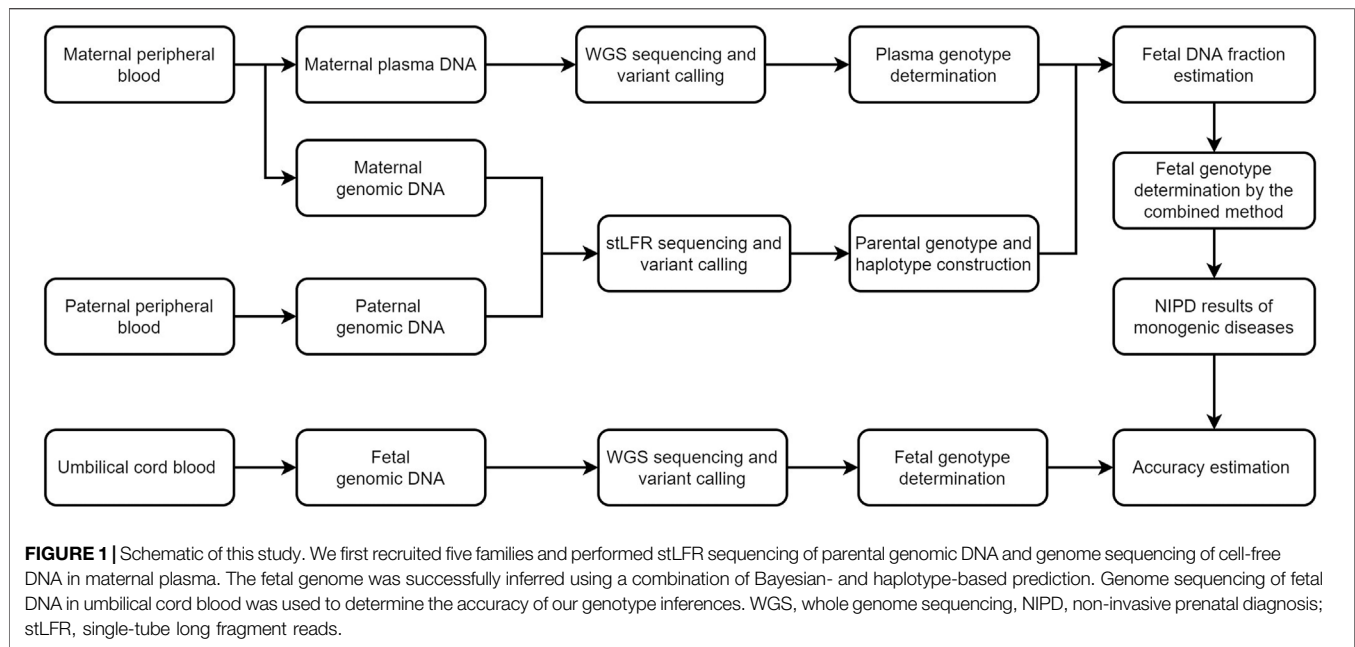 Maternal peripheral
blood
Maternal plasma DNA
WGS sequencing and
variant calling
Plasma genotype
determination
Fetal DNA fraction
estimation
Maternal
genomic DNA
Fetal genotype
determination by the
combined method
stLFR sequencing and
variant calling
Parental genotype and
haplotype construction
Paternal peripheral
blood
Paternal
genomic DNA
NIPD results of
monogenic diseases
Umbilical cord blood
Fetal
genomic DNA
WGS sequencing and
variant calling
Fetal genotype
determination
Accuracy estimation
FIGURE 1 | Schematic of this study. We first recruited five families and performed stLFR sequencing of parental genomic DNA and genome sequencing of cell-free
DNA in maternal plasma. The fetal genome was successfully inferred using a combination of Bayesian- and haplotype-based prediction. Genome sequencing of fetal
DNA in umbilical cord blood was used to determine the accuracy of our genotype inferences. WGS, whole genome sequencing, NIPD, non-invasive prenatal diagnosis;
stLFR, single-tube long fragment reads.